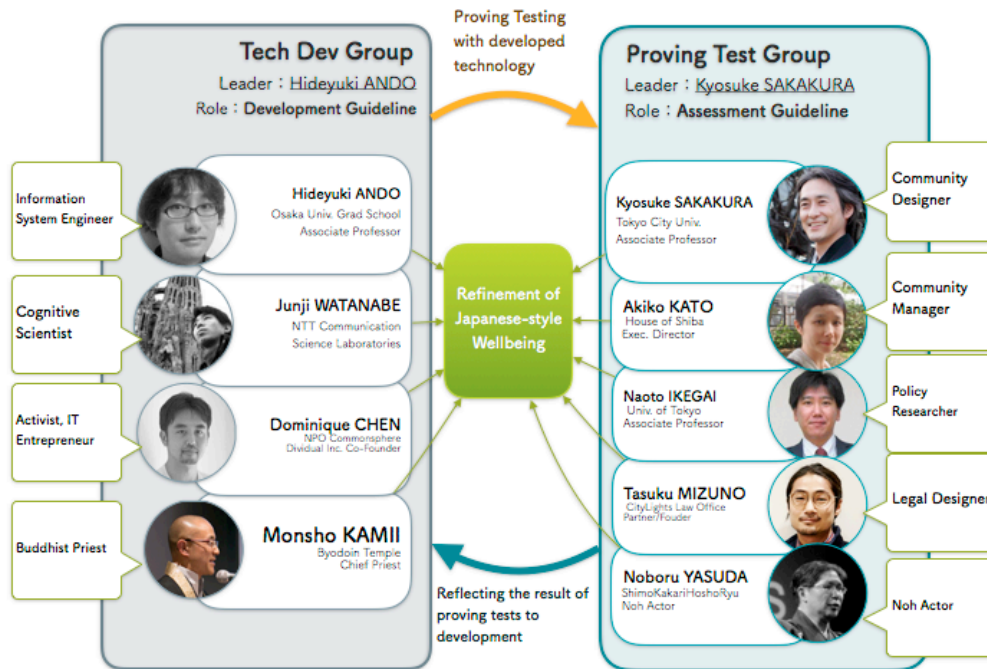 Proving Testing
with developed
technology
Tech Dev Group
Leader：Hideyuki ANDO
Role：Development Guideline
Information
System Engineer
Hideyuki ANDO
Osaka Univ. Grad School
Associate Professor
Cognitive
Scientist
Junji WATANABE
NTT Communication
Science Laboratories
Activist, IT
Entrepreneur
Dominique CHEN
NPO Commonsphere
Dividual Inc. Co-Founder
Buddhist Priest
Monsho KAMII
Byodoin Temple
Chief Priest
Refinement of
Japanese-style
Wellbeing
Proving Test Group
Leader：Kyosuke SAKAKURA
Role：Assessment Guideline
Kyosuke SAKAKURA
Tokyo City Univ.
Associate Professor
Community
Designer
Akiko KATO
House of Shiba
Exec. Director
Community
Manager
Naoto IKEGAI
Univ. of Tokyo
Associate Professor
Policy
Researcher
Tasuku MIZUNO
CityLights Law Office
Partner/Fouder
Legal Designer
Noboru YASUDA
ShimoKakariHoshoRyu
Noh Actor
Noh Actor
Reflecting the result of
proving tests to
development